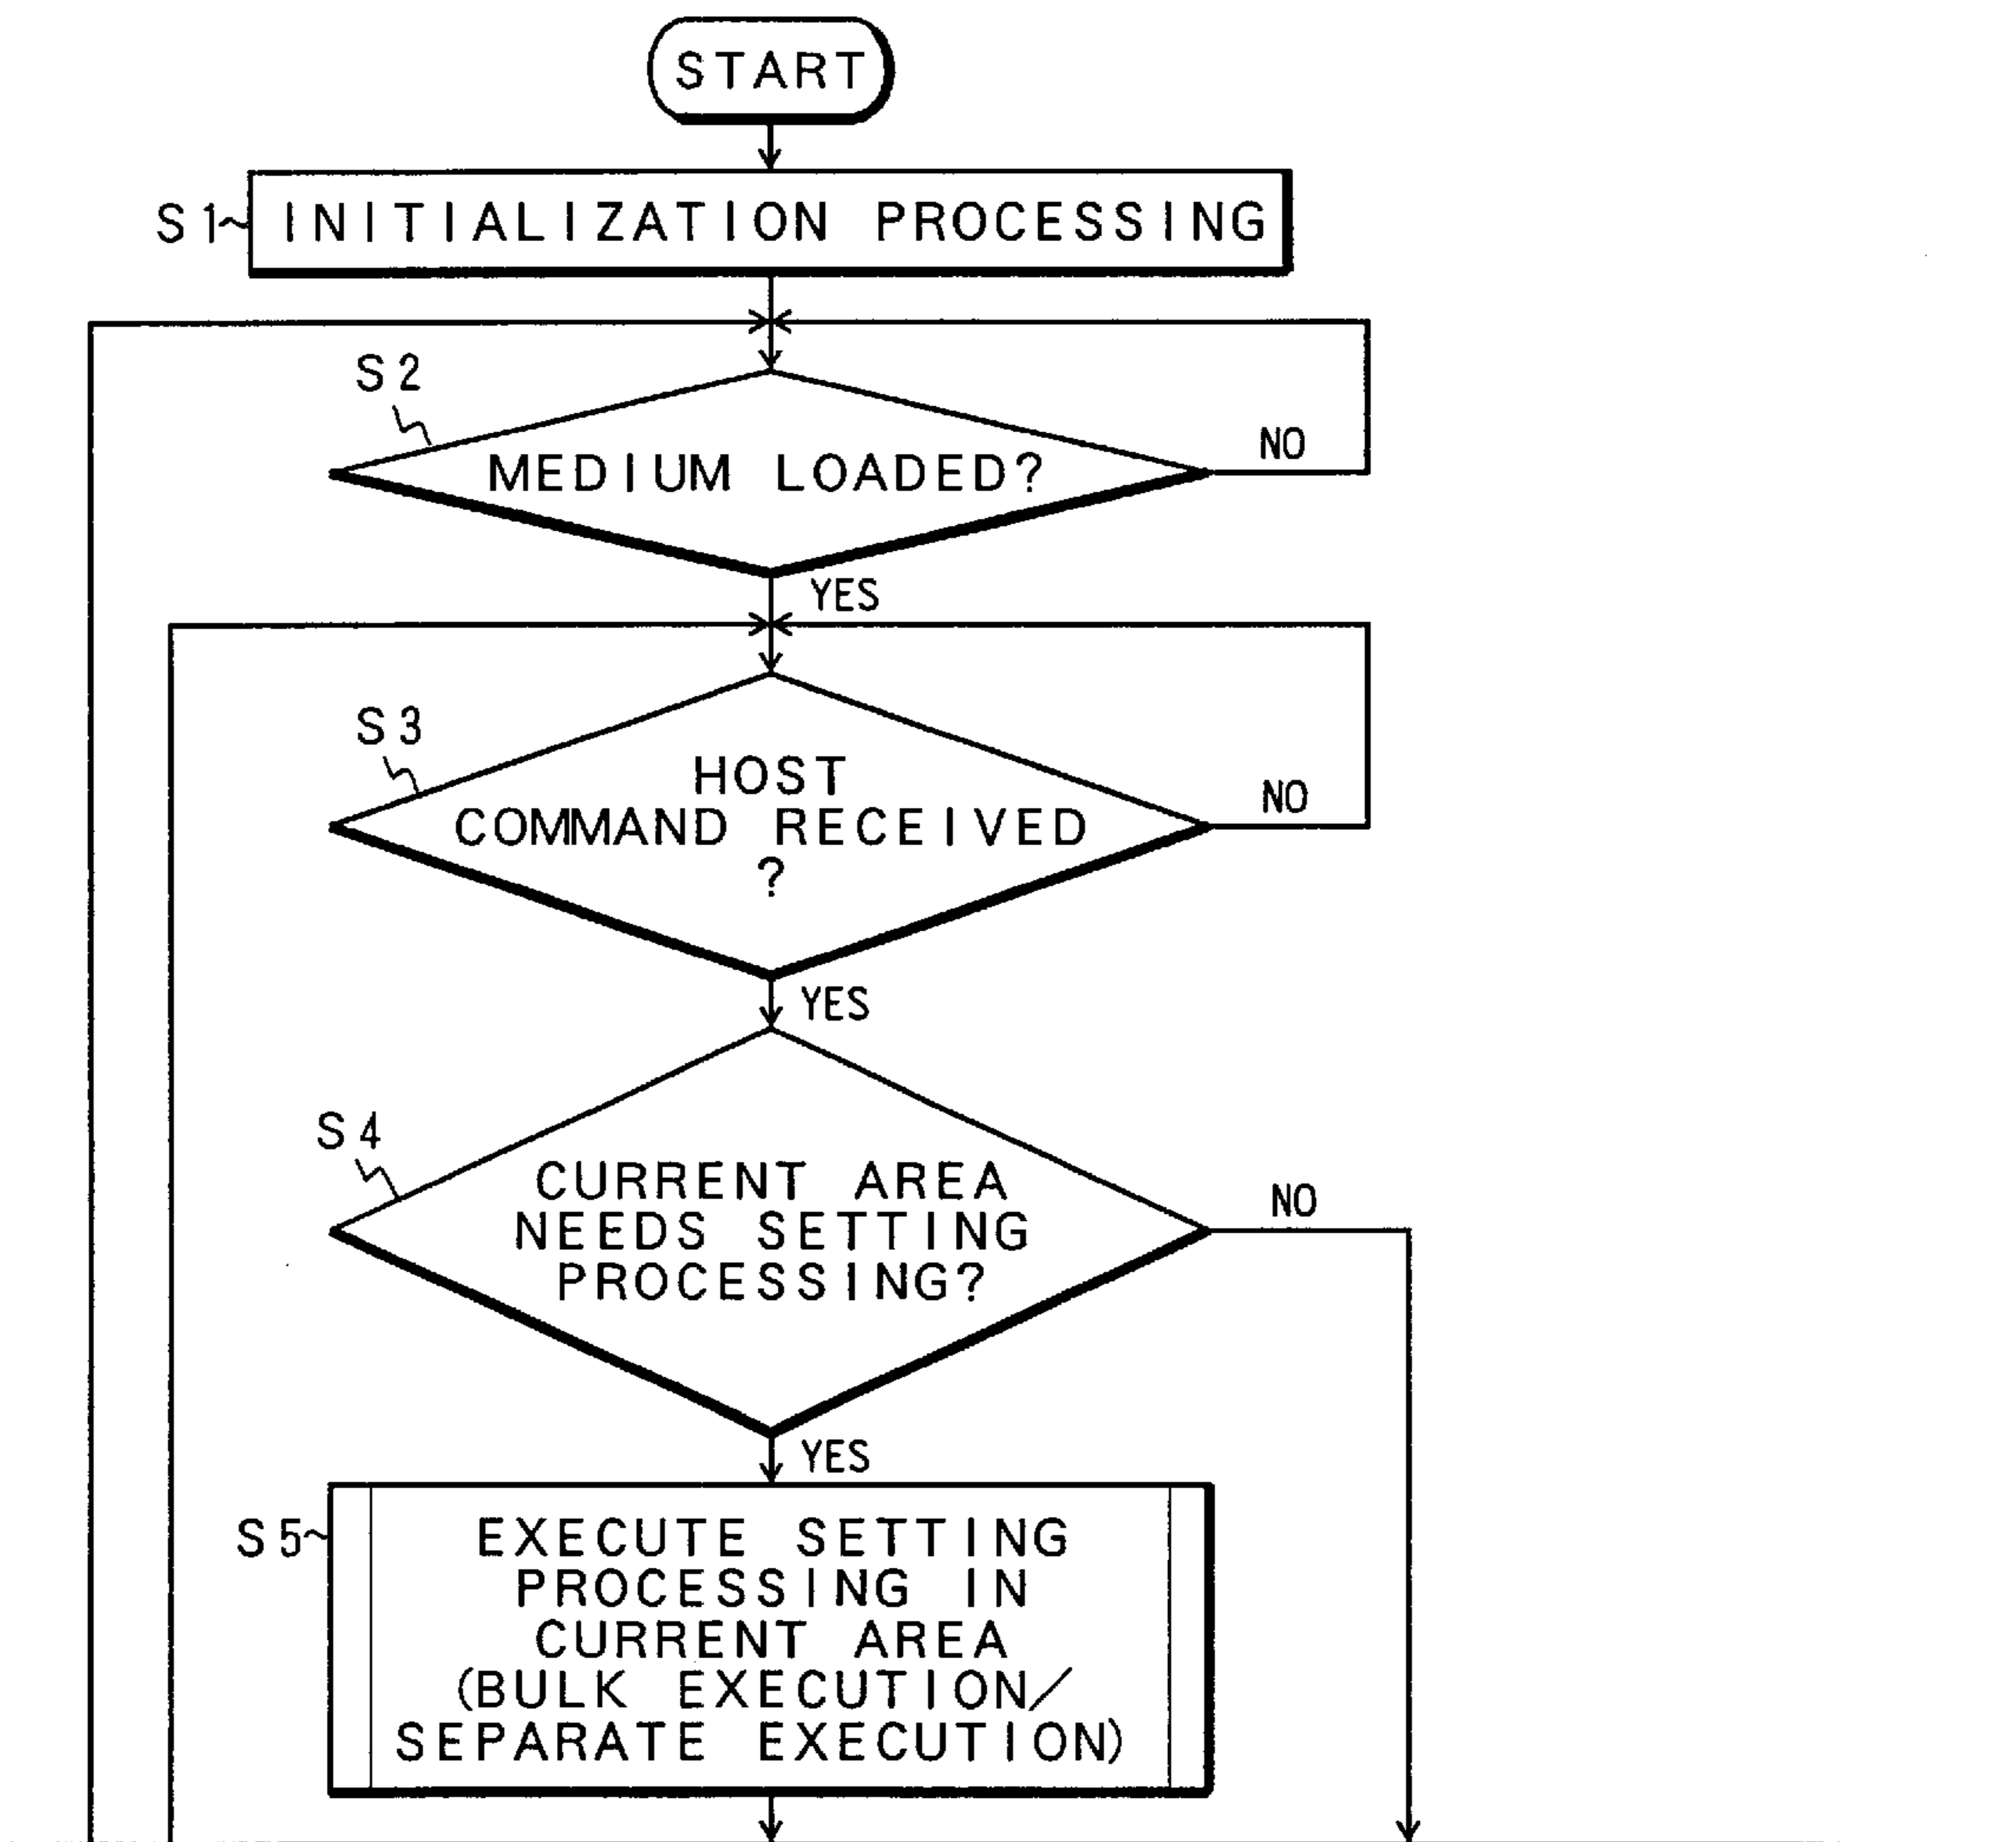 START
S1
INITIALIZATION PROCESSING
S2
MEDIUM LOADED?
NO
YES
S3
HOST
COMMAND RECEIVED
?
NO
YES
S4
CURRENT AREA
NEEDS SETTING
PROCESSING?
NO
YES
S5
EXECUTE SETTING
PROCESSING IN
CURRENT AREA
(BULK EXECUTION/
SEPARATE EXECUTION)